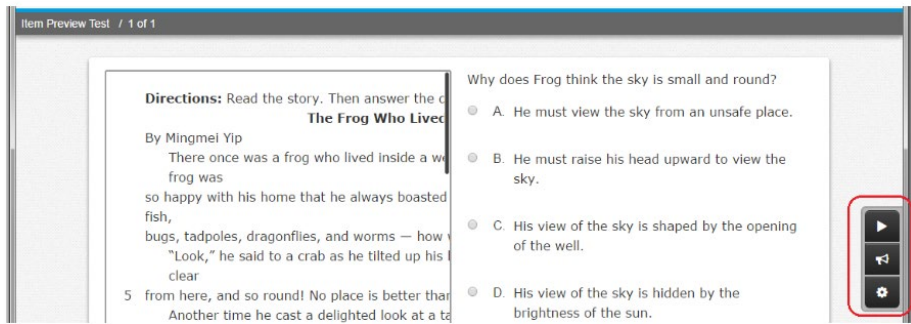 Item Preview Test / 1 of 1
Directions: Read the story. Then answer the
The Frog Who Lived
By Mingmei Yip
There once was a frog who lived inside a
frog was
so happy with his home that he always boasted
fish,
bugs, tadpoles, dragonflies, and worms — how
"Look," he said to a crab as he tilted up his
clear
5 from here, and so round! No place is better than
Another time he cast a delighted look at a
Why does Frog think the sky is small and round?
A. He must view the sky from an unsafe place.
B. He must raise his head upward to view the
sky.
C. His view of the sky is shaped by the opening
of the well.
D. His view of the sky is hidden by the
brightness of the sun.